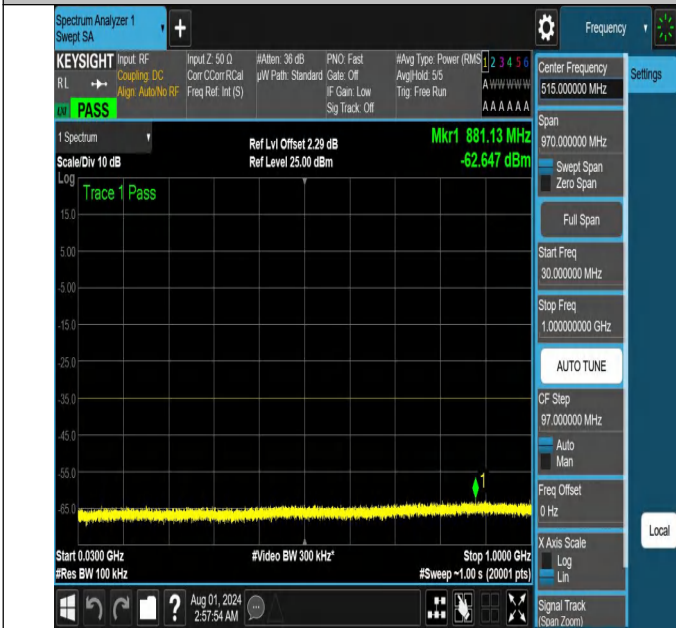 Spectrum Analyzer 1
Swept SA
+
Frequency
KEYSIGHT
RL
PASS
Input: RF
Coupling: DC
Align: Auto/No RF
Input Z: 50 Ω
Corr CCorr RCal
Freq Ref: Int (S)
#Atten: 36 dB
µW Path: Standard
PNO: Fast
Gate: Off
IF Gain: Low
Sig Track: Off
#Avg Type: Power (RMS
Avg|Hold: 5/5
Trig: Free Run
1 2 3 4 5 6
A W W W W W
A A A A A A
1 Spectrum
Scale/Div 10 dB
Ref Lvl Offset 2.29 dB
Ref Level 25.00 dBm
Mkr1 881.13 MHz
-62.647 dBm
Log
Trace 1 Pass
15.0
5.00
-5.00
-15.0
-25.0
-35.0
-45.0
-55.0
-65.0
1
Start 0.0300 GHz
#Res BW 100 kHz
#Video BW 300 kHz*
Stop 1.0000 GHz
#Sweep ~1.00 s (20001 pts)
?
Aug 01, 2024
2:57:54 AM
Center Frequency
515.000000 MHz
Span
970.000000 MHz
Swept Span
Zero Span
Full Span
Start Freq
30.000000 MHz
Stop Freq
1.000000000 GHz
AUTO TUNE
CF Step
97.000000 MHz
Auto
Man
Freq Offset
0 Hz
X Axis Scale
Log
Lin
Signal Track
(Span Zoom)
Settings
Local